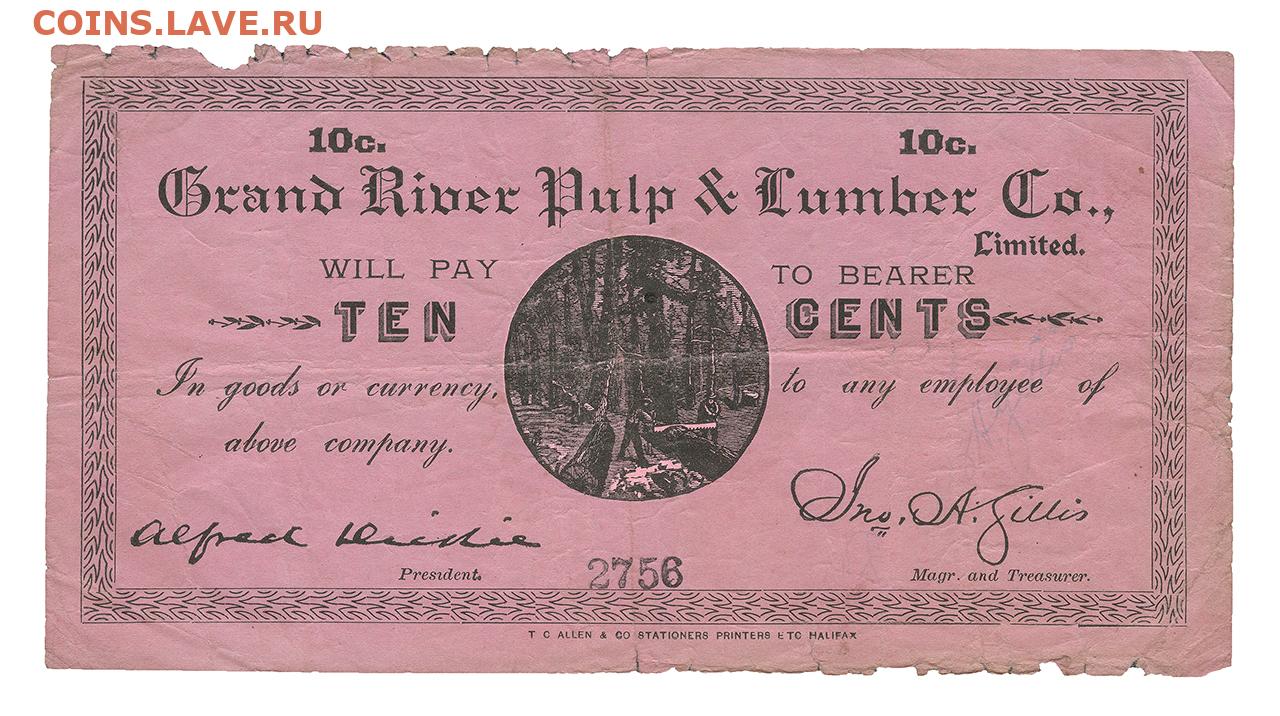 COINS.LAVE.RU
10c. 10c.
Grand River Pulp & Lumber Co.,
Limited.
WILL PAY TO BEARER
TEN CENTS
In goods or currency, to any employee of
above company.
Alfred Dickie Jno. A. Gillis
President. 2756 Magr. and Treasurer.
T C ALLEN & CO STATIONERS PRINTERS ETC HALIFAX